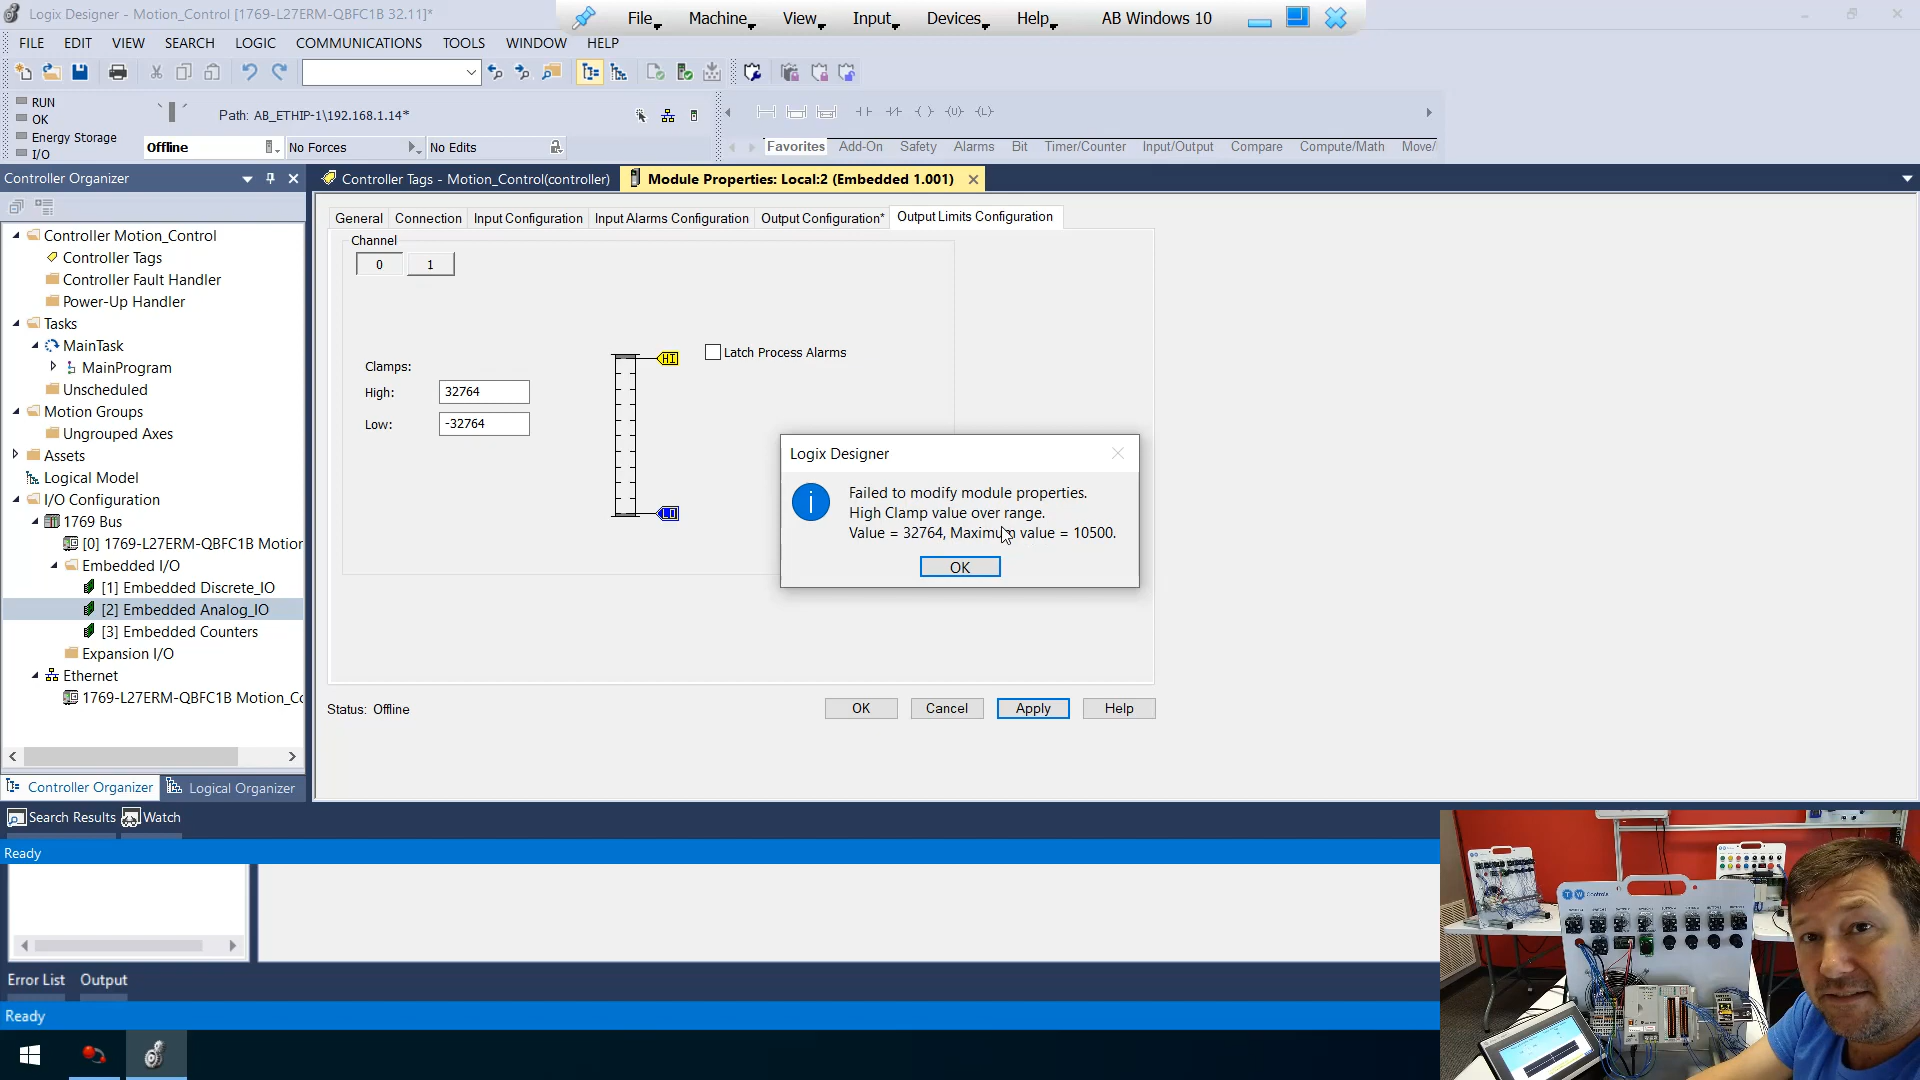 Logix Designer - Motion_Control [1769-L27ERM-QBFC1B 32.11]*
File Machine View Input Devices Help AB Windows 10
FILE EDIT VIEW SEARCH LOGIC COMMUNICATIONS TOOLS WINDOW HELP
RUN
OK
Energy Storage
I/O
Path: AB_ETHIP-1\192.168.1.14*
Offline No Forces No Edits
Favorites Add-On Safety Alarms Bit Timer/Counter Input/Output Compare Compute/Math Move/
Controller Organizer
Controller Tags - Motion_Control(controller) Module Properties: Local:2 (Embedded 1.001)
General Connection Input Configuration Input Alarms Configuration Output Configuration* Output Limits Configuration
Controller Motion_Control
Controller Tags
Controller Fault Handler
Power-Up Handler
Tasks
MainTask
MainProgram
Unscheduled
Motion Groups
Ungrouped Axes
Assets
Logical Model
I/O Configuration
1769 Bus
[0] 1769-L27ERM-QBFC1B Motion
Embedded I/O
[1] Embedded Discrete_IO
[2] Embedded Analog_IO
[3] Embedded Counters
Expansion I/O
Ethernet
1769-L27ERM-QBFC1B Motion_Co
Channel
0 1
Clamps:
High: 32764
Low: -32764
HI
LO
Latch Process Alarms
Logix Designer
Failed to modify module properties.
High Clamp value over range.
Value = 32764, Maximum value = 10500.
OK
Status: Offline
OK Cancel Apply Help
Controller Organizer Logical Organizer
Search Results Watch
Ready
Error List Output
Ready